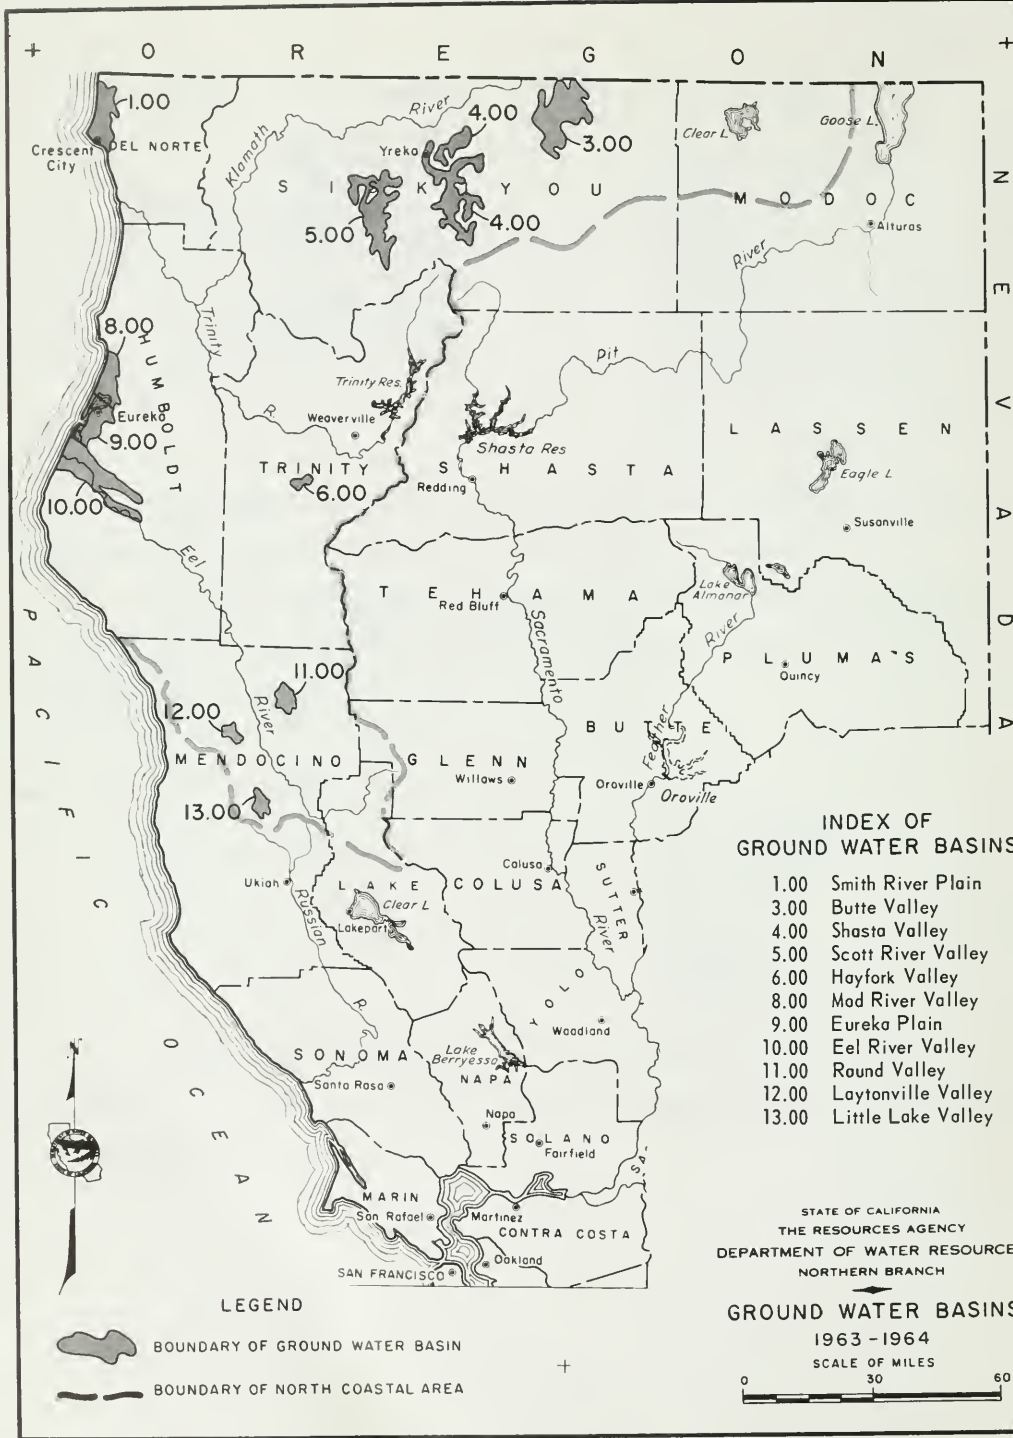 OREGON
NEVADA
PACIFIC OCEAN
1.00
Crescent City
DEL NORTE
Klamath River
4.00
3.00
Yreka
SISKIYOU
5.00
4.00
Clear L.
Goose L.
MODOC
Alturas
River
Pit
8.00
HUMBOLDT
Trinity R.
Trinity Res.
Weaverville
Eureka
9.00
10.00
TRINITY
6.00
Shasta Res
SHASTA
Redding
LASSEN
Eagle L
Susanville
Eel River
TEHAMA
Red Bluff
Sacramento River
Lake Almanor
Feather River
PLUMAS
Quincy
11.00
12.00
MENDOCINO
13.00
GLENN
Willows
BUTTE
Oroville
Oroville
Ukiah
Russian R.
LAKE
Clear L
Lakeport
COLUSA
Colusa
SUTTER
YOLO
Woodland
SONOMA
Santa Rosa
Lake Berryessa
NAPA
Napa
SOLANO
Fairfield
S.A.
MARIN
San Rafael
Martinez
CONTRA COSTA
Oakland
SAN FRANCISCO
INDEX OF
GROUND WATER BASINS
1.00 Smith River Plain
3.00 Butte Valley
4.00 Shasta Valley
5.00 Scott River Valley
6.00 Hayfork Valley
8.00 Mad River Valley
9.00 Eureka Plain
10.00 Eel River Valley
11.00 Round Valley
12.00 Laytonville Valley
13.00 Little Lake Valley
STATE OF CALIFORNIA
THE RESOURCES AGENCY
DEPARTMENT OF WATER RESOURCE
NORTHERN BRANCH
GROUND WATER BASINS
1963-1964
SCALE OF MILES
0 30 60
LEGEND
BOUNDARY OF GROUND WATER BASIN
BOUNDARY OF NORTH COASTAL AREA